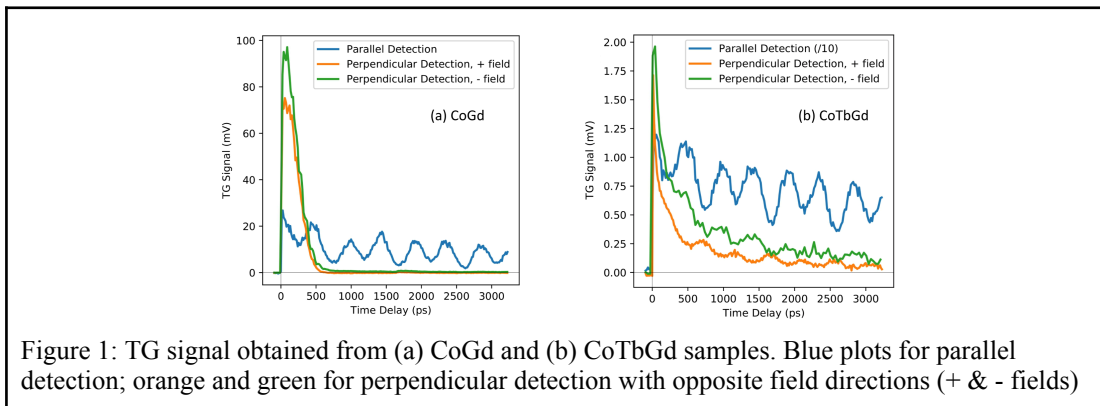 100
80
60
40
20
0
TG Signal (mV)
Parallel Detection
Perpendicular Detection, + field
Perpendicular Detection, - field
(a) CoGd
0 500 1000 1500 2000 2500 3000
Time Delay (ps)
2.00
1.75
1.50
1.25
1.00
0.75
0.50
0.25
0.00
TG Signal (mV)
Parallel Detection (/10)
Perpendicular Detection, + field
Perpendicular Detection, - field
(b) CoTbGd
0 500 1000 1500 2000 2500 3000
Time Delay (ps)
Figure 1: TG signal obtained from (a) CoGd and (b) CoTbGd samples. Blue plots for parallel
detection; orange and green for perpendicular detection with opposite field directions (+ & - fields)